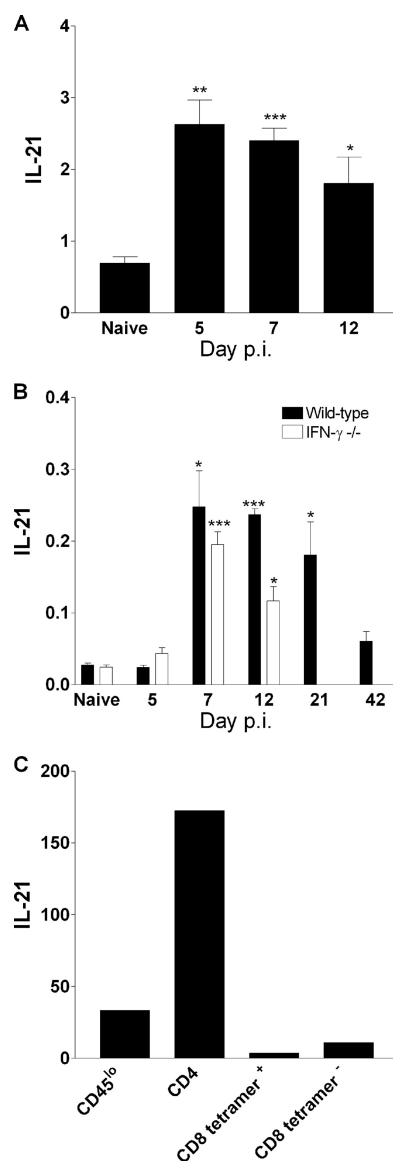 A
IL-21
4
3
2
1
0
**
***
*
Naive 5 7 12
Day p.i.
B
IL-21
0.4
0.3
0.2
0.1
0.0
Wild-type
IFN-γ -/-
*
***
***
*
*
Naive 5 7 12 21 42
Day p.i.
C
IL-21
200
150
100
50
0
CD45lo
CD4
CD8 tetramer+
CD8 tetramer-